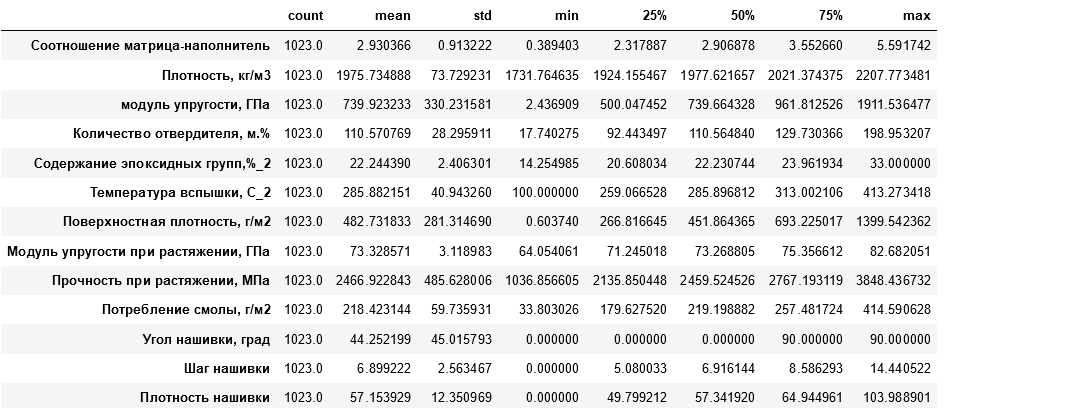 count mean std min 25% 50% 75% max
Соотношение матрица-наполнитель 1023.0 2.930366 0.913222 0.389403 2.317887 2.906878 3.552660 5.591742
Плотность, кг/м3 1023.0 1975.734888 73.729231 1731.764635 1924.155467 1977.621657 2021.374375 2207.773481
модуль упругости, ГПа 1023.0 739.923233 330.231581 2.436909 500.047452 739.664328 961.812526 1911.536477
Количество отвердителя, м.% 1023.0 110.570769 28.295911 17.740275 92.443497 110.564840 129.730366 198.953207
Содержание эпоксидных групп,%_2 1023.0 22.244390 2.406301 14.254985 20.608034 22.230744 23.961934 33.000000
Температура вспышки, С_2 1023.0 285.882151 40.943260 100.000000 259.066528 285.896812 313.002106 413.273418
Поверхностная плотность, г/м2 1023.0 482.731833 281.314690 0.603740 266.816645 451.864365 693.225017 1399.542362
Модуль упругости при растяжении, ГПа 1023.0 73.328571 3.118983 64.054061 71.245018 73.268805 75.356612 82.682051
Прочность при растяжении, МПа 1023.0 2466.922843 485.628006 1036.856605 2135.850448 2459.524526 2767.193119 3848.436732
Потребление смолы, г/м2 1023.0 218.423144 59.735931 33.803026 179.627520 219.198882 257.481724 414.590628
Угол нашивки, град 1023.0 44.252199 45.015793 0.000000 0.000000 0.000000 90.000000 90.000000
Шаг нашивки 1023.0 6.899222 2.563467 0.000000 5.080033 6.916144 8.586293 14.440522
Плотность нашивки 1023.0 57.153929 12.350969 0.000000 49.799212 57.341920 64.944961 103.988901